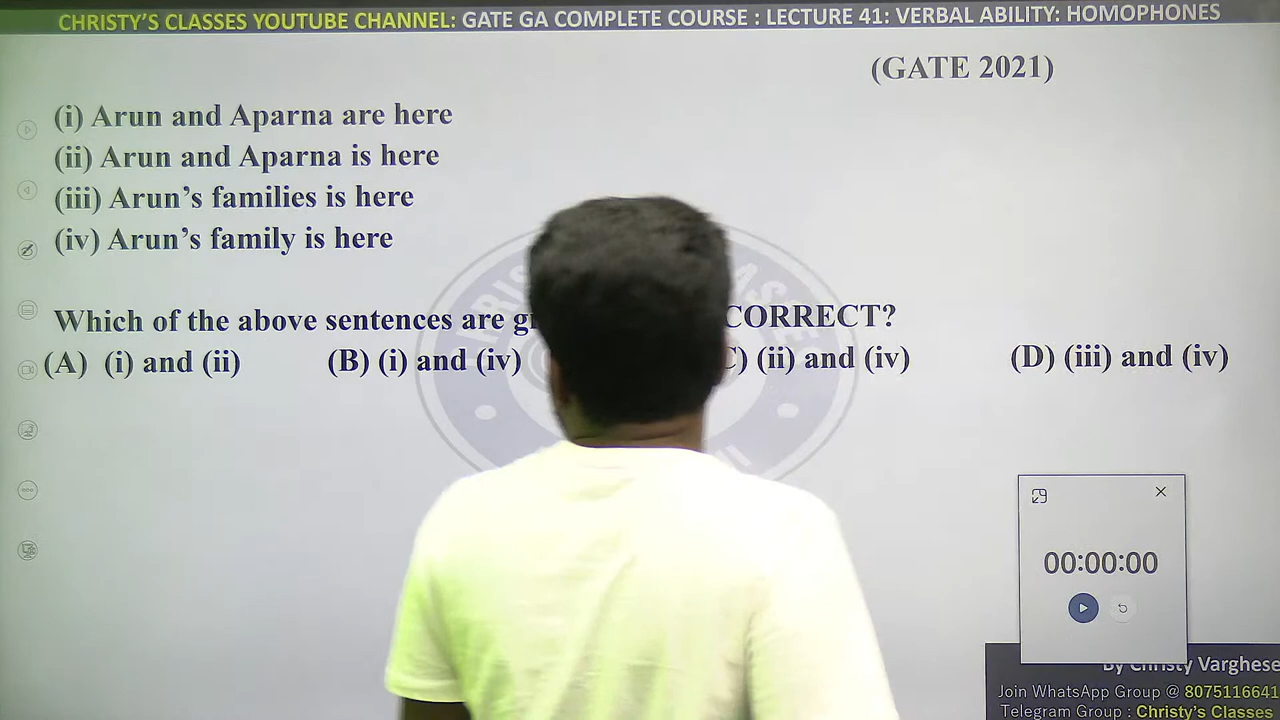 CHRISTY'S CLASSES YOUTUBE CHANNEL: GATE GA COMPLETE COURSE : LECTURE 41: VERBAL ABILITY: HOMOPHONES
(GATE 2021)
(i) Arun and Aparna are here
(ii) Arun and Aparna is here
(iii) Arun's families is here
(iv) Arun's family is here
Which of the above sentences are CORRECT?
(A) (i) and (ii) (B) (i) and (iv) (ii) and (iv) (D) (iii) and (iv)
00:00:00
By Christy Varghese
Join WhatsApp Group @ 8075116641
Telegram Group : Christy's Classes